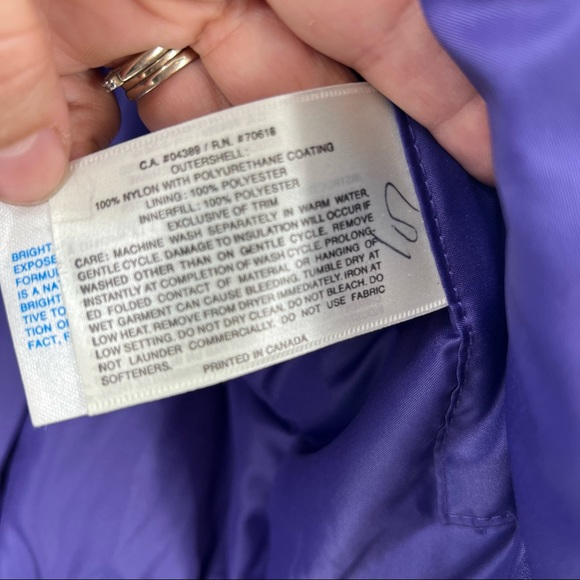 C.A. #04389 / R.N. #70618
OUTERSHELL:
100% NYLON WITH POLYURETHANE COATING
LINING: 100% POLYESTER
INNERFILL: 100% POLYESTER
EXCLUSIVE OF TRIM
CARE: MACHINE WASH SEPARATELY IN WARM WATER,
GENTLE CYCLE. DAMAGE TO INSULATION WILL OCCUR IF
WASHED OTHER THAN ON GENTLE CYCLE. REMOVE
INSTANTLY AT COMPLETION OF WASH CYCLE. PROLONG-
ED FOLDED CONTACT OF MATERIAL OR HANGING OF
WET GARMENT CAN CAUSE BLEEDING. TUMBLE DRY AT
LOW HEAT. REMOVE FROM DRYER IMMEDIATELY. IRON AT
LOW SETTING. DO NOT DRY CLEAN. DO NOT BLEACH. DO
NOT LAUNDER COMMERCIALLY. DO NOT USE FABRIC
SOFTENERS.
PRINTED IN CANADA
BRIGHT
EXPOSE
FORMUL
IS A NA
BRIGHT
TIVE TO
TION O
FACT, F